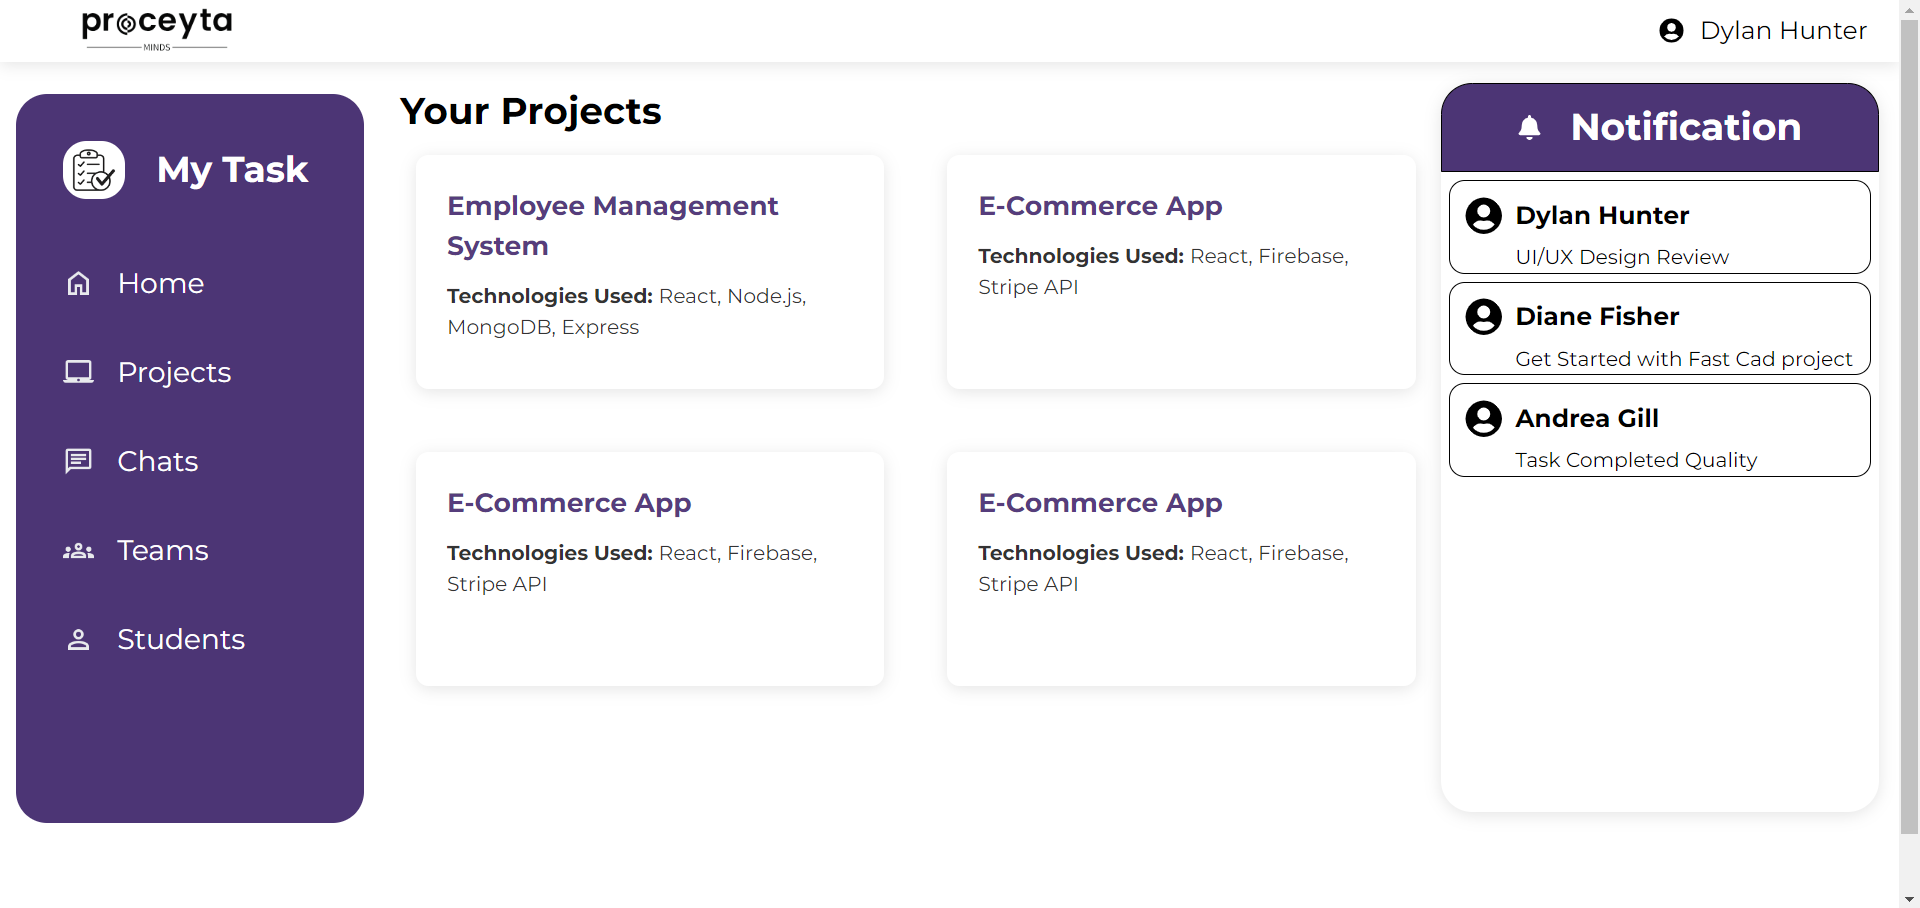 proceyta
MINDS
Dylan Hunter
My Task
Home
Projects
Chats
Teams
Students
Your Projects
Employee Management
System
Technologies Used: React, Node.js,
MongoDB, Express
E-Commerce App
Technologies Used: React, Firebase,
Stripe API
E-Commerce App
Technologies Used: React, Firebase,
Stripe API
E-Commerce App
Technologies Used: React, Firebase,
Stripe API
Notification
Dylan Hunter
UI/UX Design Review
Diane Fisher
Get Started with Fast Cad project
Andrea Gill
Task Completed Quality